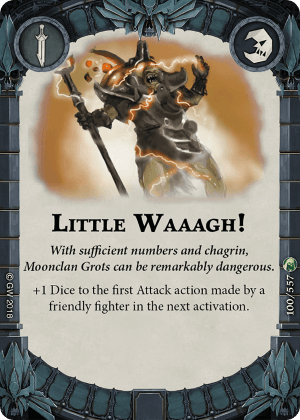 LITTLE WAAAGH!
With sufficient numbers and chagrin,
Moonclan Grots can be remarkably dangerous.
+1 Dice to the first Attack action made by a
friendly fighter in the next activation.
© GW 2018
100/557